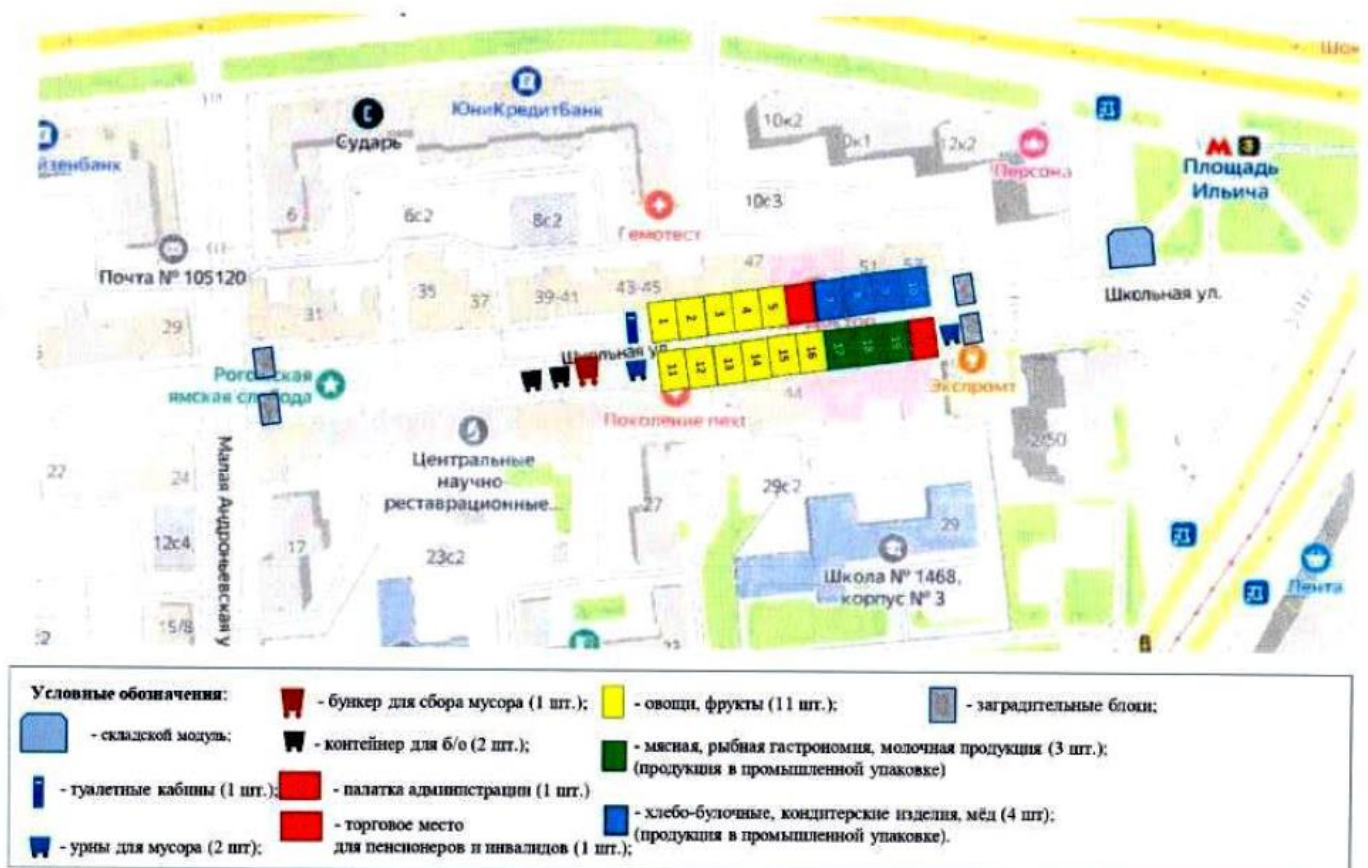 Шос
ЮниКредитБанк
Сударь
10к2
12к2
Персона
Площадь
Ильича
йзенбанк
6
6с2
8с2
10с3
Гемотест
Почта № 105120
47
51
53
35
37
39-41
43-45
31
29
Школьная ул.
1
2
3
4
5
10
Школьная ул
11
12
13
14
15
16
17
18
19
Рогожская
ямская слобода
Экспромт
Поколение next
44
Центральные
научно-
реставрационные...
22
24
Малая Андроньевская у
27
29с2
29
2/50
12с4
17
23с2
Школа № 1468,
корпус № 3
Лента
15/8
Условные обозначения:
- складской модуль;
- туалетные кабины (1 шт.);
- урны для мусора (2 шт);
- бункер для сбора мусора (1 шт.);
- контейнер для б/о (2 шт.);
- палатка администрации (1 шт.)
- торговое место
для пенсионеров и инвалидов (1 шт.);
- овощи, фрукты (11 шт.);
- мясная, рыбная гастрономия, молочная продукция (3 шт.);
(продукция в промышленной упаковке)
- хлебо-булочные, кондитерские изделия, мёд (4 шт);
(продукция в промышленной упаковке).
- заградительные блоки;